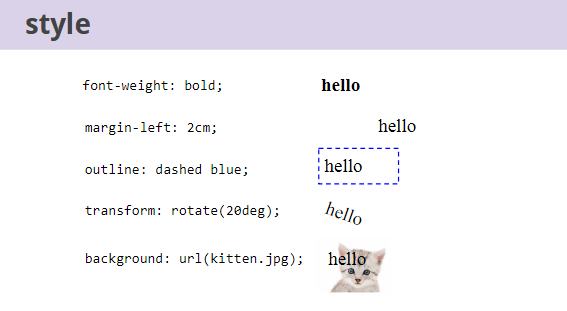 style
font-weight: bold; hello
margin-left: 2cm; hello
outline: dashed blue; hello
transform: rotate(20deg); hello
background: url(kitten.jpg); hello